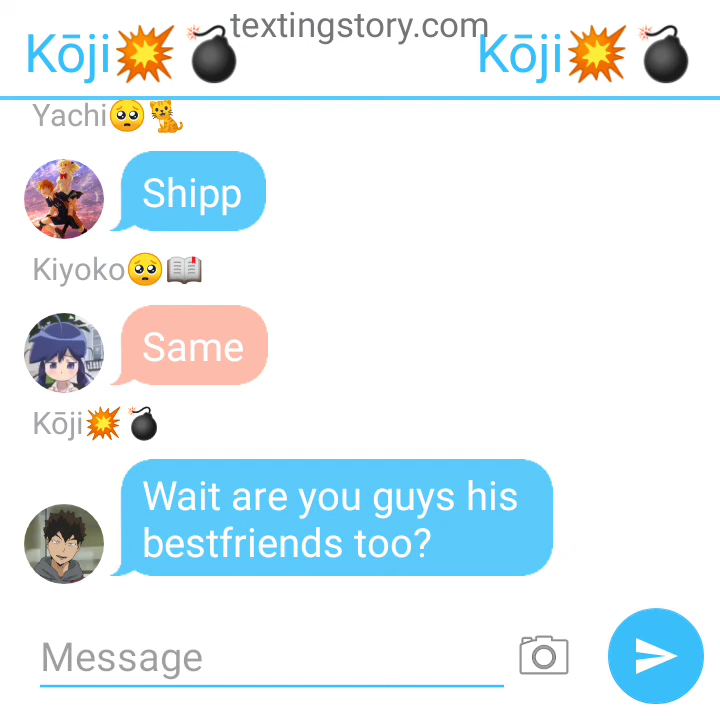 textingstory.com
Kōji💥💣 Kōji💥💣
Yachi🥺🐯
Shipp
Kiyoko🥺📖
Same
Kōji💥💣
Wait are you guys his
bestfriends too?
Message